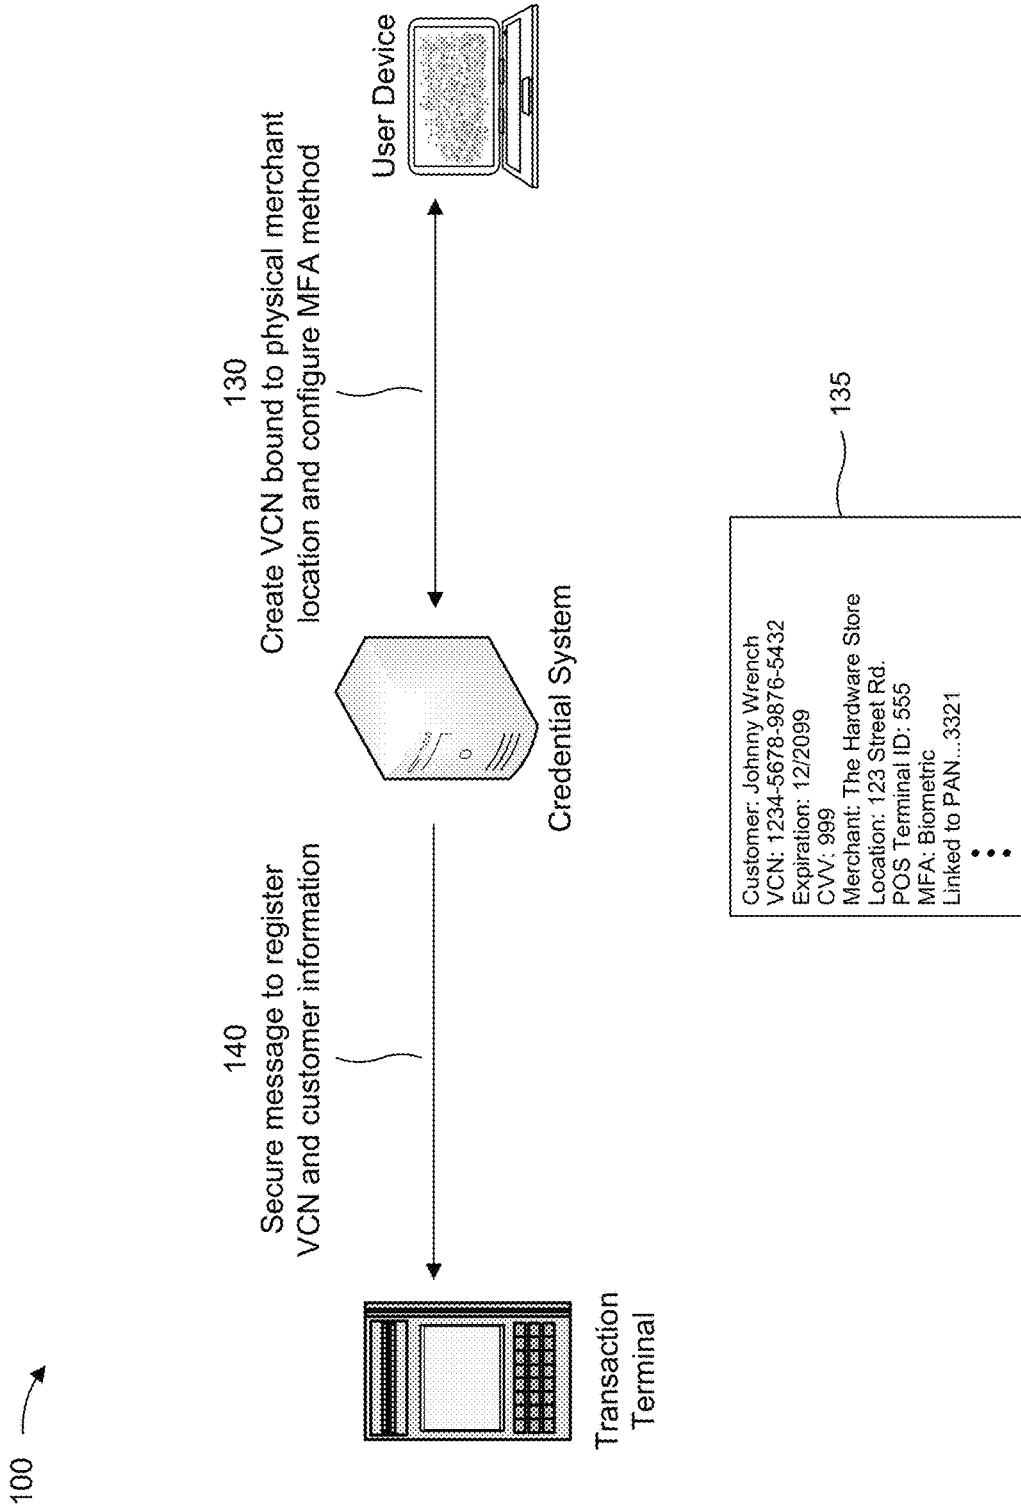 100
140
Secure message to register
VCN and customer information
130
Create VCN bound to physical merchant
location and configure MFA method
Transaction
Terminal
Credential System
User Device
135
Customer: Johnny Wrench
VCN: 1234-5678-9876-5432
Expiration: 12/2099
CVV: 999
Merchant: The Hardware Store
Location: 123 Street Rd.
POS Terminal ID: 555
MFA: Biometric
Linked to PAN...3321